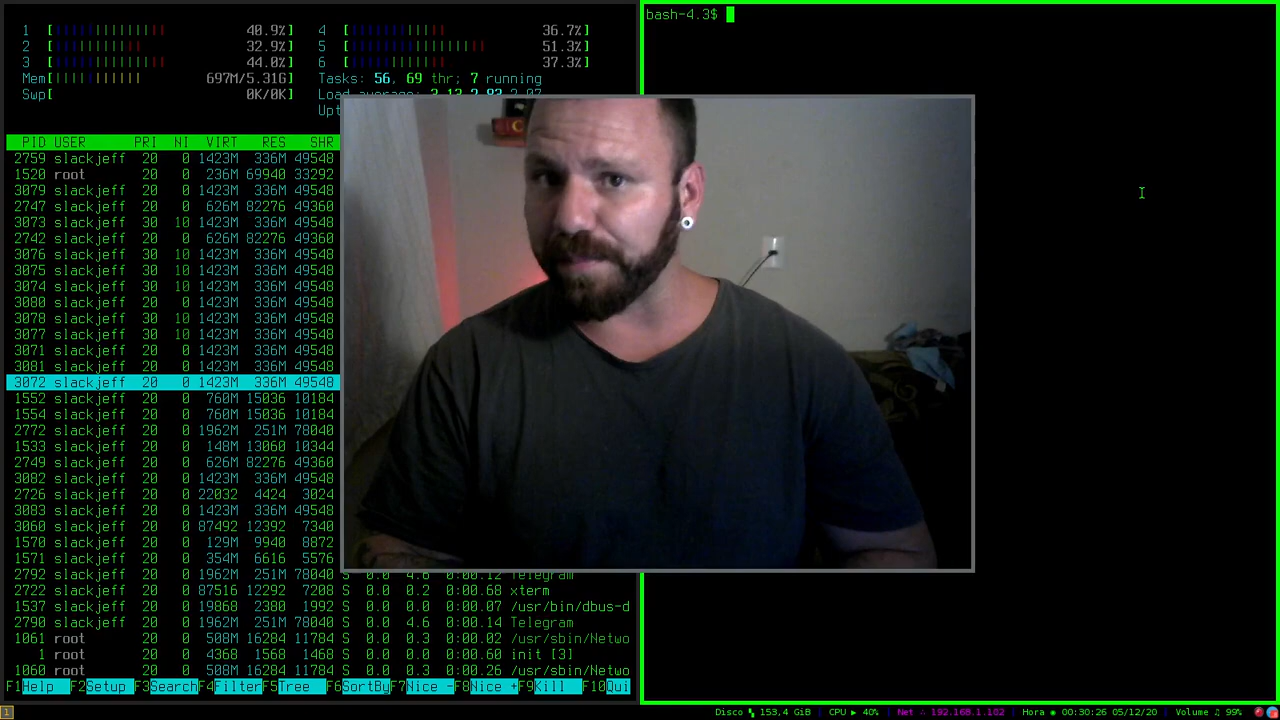 1 [ 40.9%] 4 [ 36.7%]
2 [ 32.9%] 5 [ 51.3%]
3 [ 44.0%] 6 [ 37.3%]
Mem[ 697M/5.31G] Tasks: 56, 69 thr; 7 running
Swp[ 0K/0K] Load average: 3.13 2.83 2.07
Upt
PID USER PRI NI VIRT RES SHR
2759 slackjeff 20 0 1423M 336M 49548
1520 root 20 0 236M 69940 33292
3079 slackjeff 20 0 1423M 336M 49548
2747 slackjeff 20 0 626M 82276 49360
3073 slackjeff 30 10 1423M 336M 49548
2742 slackjeff 20 0 626M 82276 49360
3076 slackjeff 30 10 1423M 336M 49548
3075 slackjeff 30 10 1423M 336M 49548
3074 slackjeff 30 10 1423M 336M 49548
3080 slackjeff 20 0 1423M 336M 49548
3078 slackjeff 30 10 1423M 336M 49548
3077 slackjeff 30 10 1423M 336M 49548
3071 slackjeff 20 0 1423M 336M 49548
3081 slackjeff 20 0 1423M 336M 49548
3072 slackjeff 20 0 1423M 336M 49548
1552 slackjeff 20 0 760M 15036 10184
1554 slackjeff 20 0 760M 15036 10184
2772 slackjeff 20 0 1962M 251M 78040
1533 slackjeff 20 0 148M 13060 10344
2749 slackjeff 20 0 626M 82276 49360
3082 slackjeff 20 0 1423M 336M 49548
2726 slackjeff 20 0 22032 4424 3024
3083 slackjeff 20 0 1423M 336M 49548
3060 slackjeff 20 0 87492 12392 7340
1570 slackjeff 20 0 129M 9940 8872
1571 slackjeff 20 0 354M 6616 5576
2792 slackjeff 20 0 1962M 251M 78040 S 0.0 4.6 0:00.12 Telegram
2722 slackjeff 20 0 87516 12292 7208 S 0.0 0.2 0:00.68 xterm
1537 slackjeff 20 0 19868 2380 1992 S 0.0 0.0 0:00.07 /usr/bin/dbus-d
2790 slackjeff 20 0 1962M 251M 78040 S 0.0 4.6 0:00.14 Telegram
1061 root 20 0 508M 16284 11784 S 0.0 0.3 0:00.02 /usr/sbin/Netwo
1 root 20 0 4368 1568 1468 S 0.0 0.0 0:00.60 init [3]
1060 root 20 0 508M 16284 11784 S 0.0 0.3 0:00.26 /usr/sbin/Netwo
F1Help F2Setup F3SearchF4FilterF5Tree F6SortByF7Nice -F8Nice +F9Kill F10Qui
bash-4.3$
1 Disco 153,4 GiB | CPU ▶ 40% | Net 192.168.1.102 | Hora ◉ 00:30:26 05/12/20 | Volume ♫ 99%